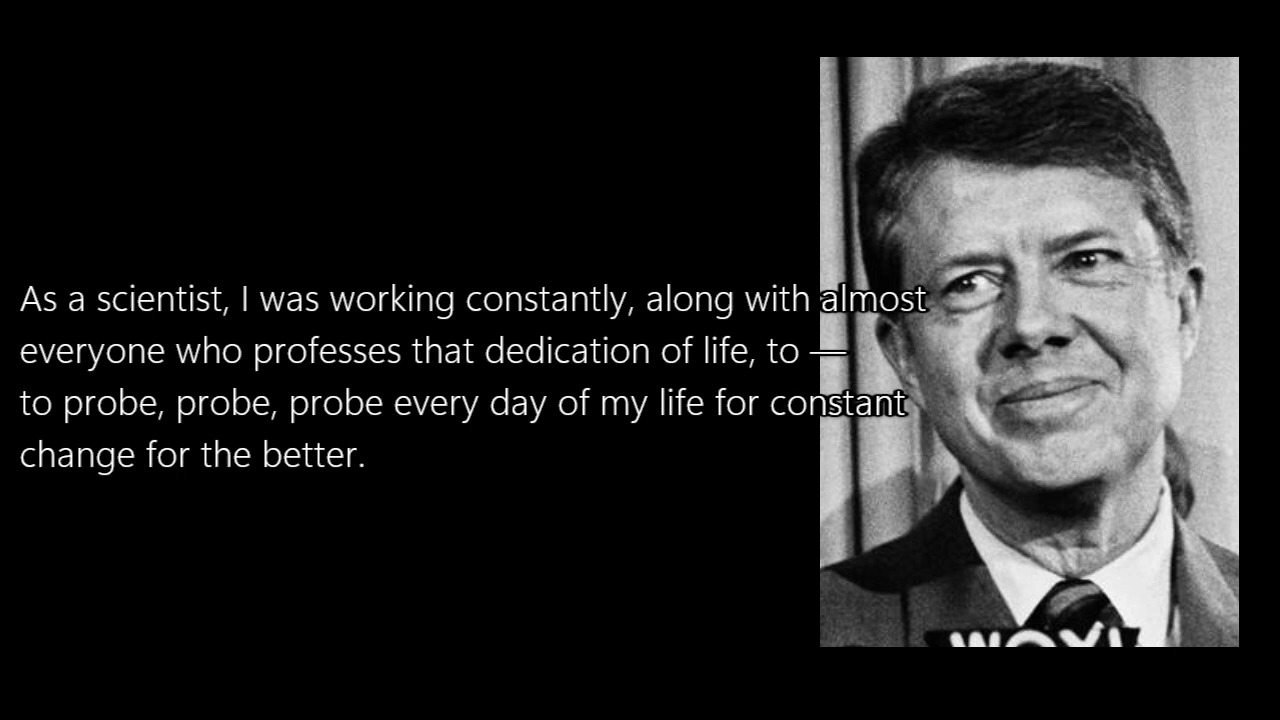 As a scientist, I was working constantly, along with almost
everyone who professes that dedication of life, to —
to probe, probe, probe every day of my life for constant
change for the better.